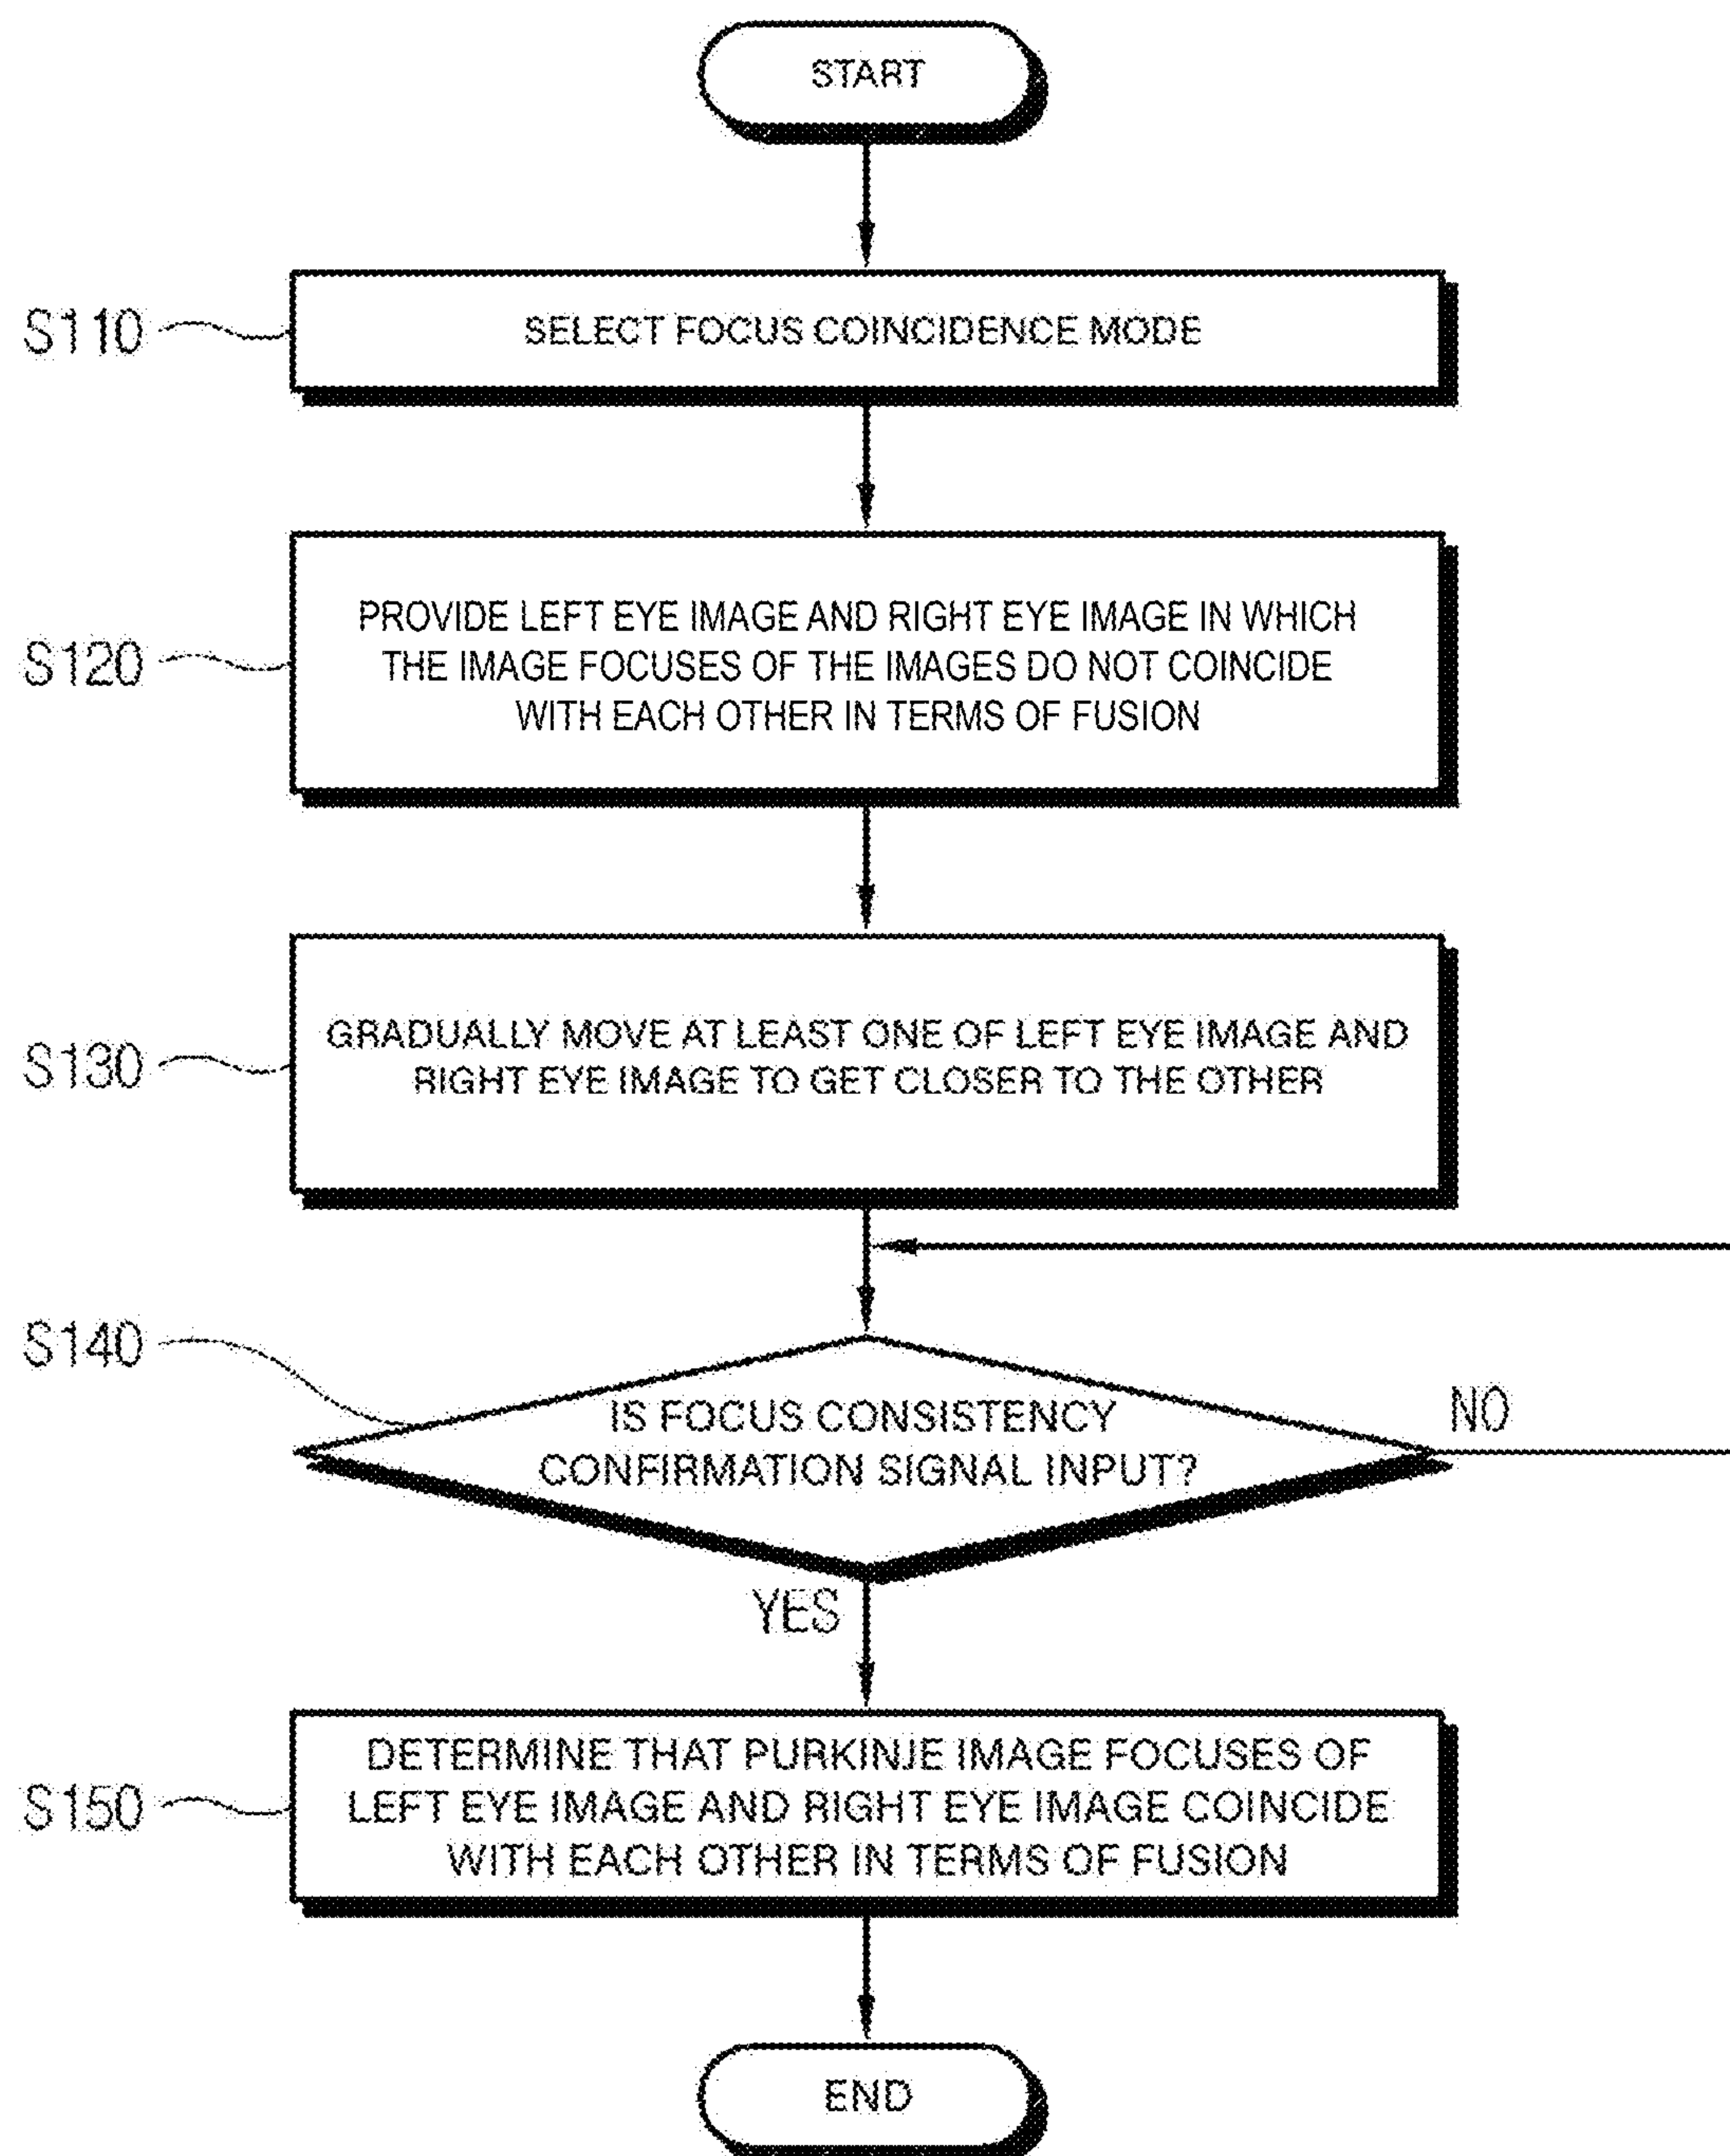 START
S110
SELECT FOCUS COINCIDENCE MODE
S120
PROVIDE LEFT EYE IMAGE AND RIGHT EYE IMAGE IN WHICH
THE IMAGE FOCUSES OF THE IMAGES DO NOT COINCIDE
WITH EACH OTHER IN TERMS OF FUSION
S130
GRADUALLY MOVE AT LEAST ONE OF LEFT EYE IMAGE AND
RIGHT EYE IMAGE TO GET CLOSER TO THE OTHER
S140
IS FOCUS CONSISTENCY
CONFIRMATION SIGNAL INPUT?
NO
YES
S150
DETERMINE THAT PURKINJE IMAGE FOCUSES OF
LEFT EYE IMAGE AND RIGHT EYE IMAGE COINCIDE
WITH EACH OTHER IN TERMS OF FUSION
END